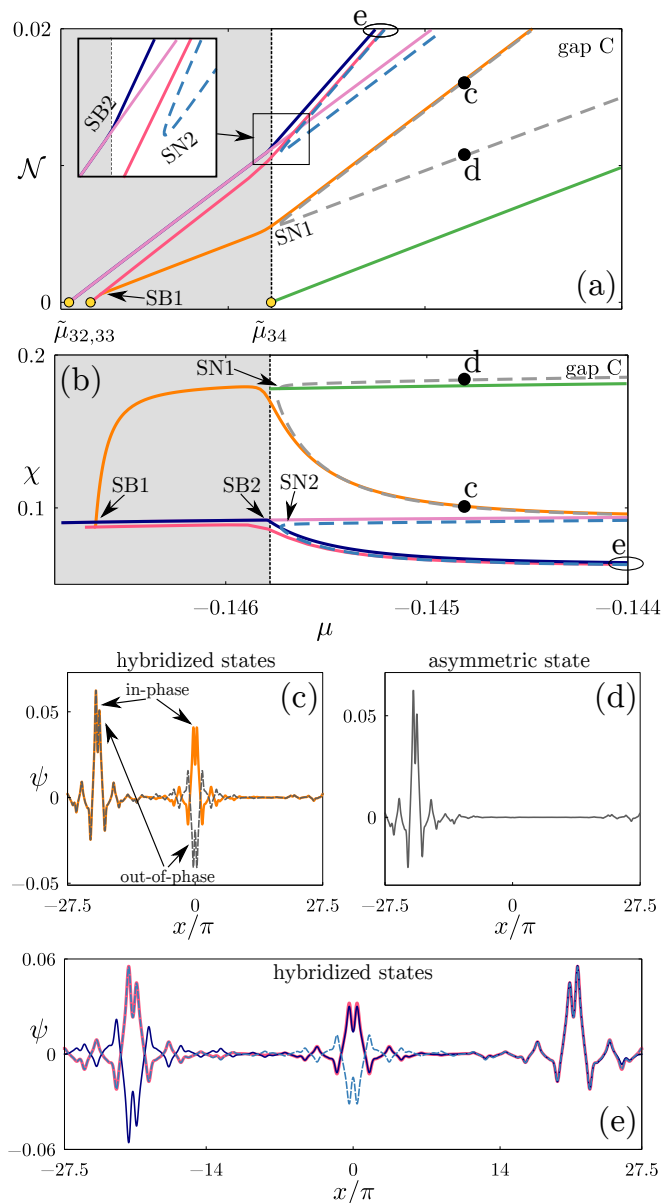 0.02
e
gap C
SB2
SN2
c
𝒩
d
SN1
SB1
(a)
0
μ̃32,33
μ̃34
0.2
(b)
SN1
d
gap C
χ
SB1
SB2
SN2
c
0.1
e
−0.146
−0.145
−0.144
μ
hybridized states
asymmetric state
0.05
in-phase
(c)
0.05
(d)
ψ
ψ
0
0
out-of-phase
−0.05
−27.5
0
27.5
−27.5
0
27.5
x/π
x/π
0.06
hybridized states
ψ
0
(e)
−0.06
−27.5
−14
0
14
27.5
x/π